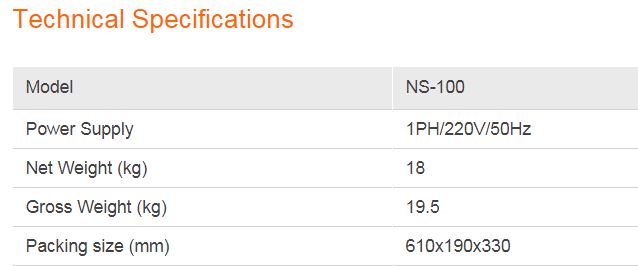 Technical Specifications
Model NS-100
Power Supply 1PH/220V/50Hz
Net Weight (kg) 18
Gross Weight (kg) 19.5
Packing size (mm) 610x190x330